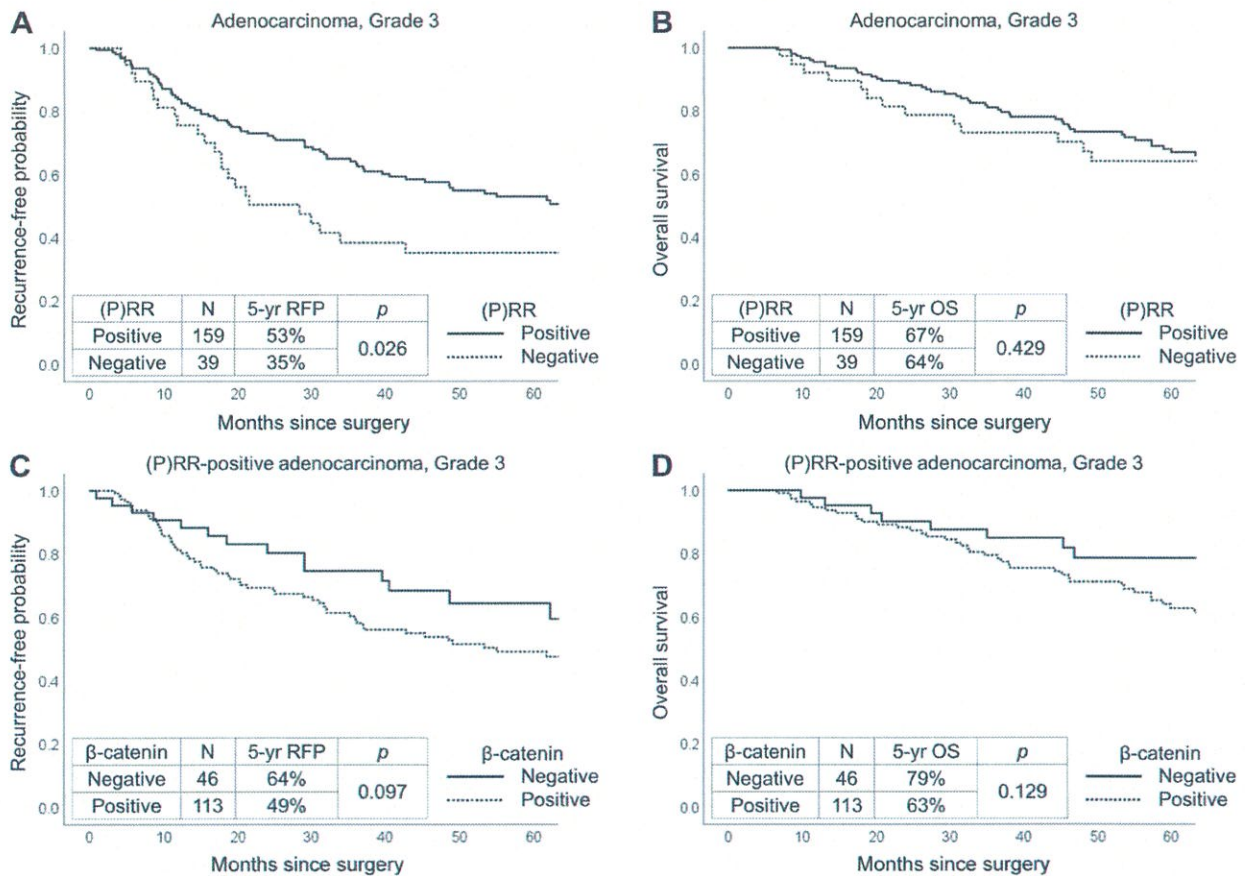 A
Adenocarcinoma, Grade 3
Recurrence-free probability
1.0
0.8
0.6
0.4
0.2
0.0
(P)RR N 5-yr RFP p
Positive 159 53% 0.026
Negative 39 35%
(P)RR
Positive
Negative
0 10 20 30 40 50 60
Months since surgery
B
Adenocarcinoma, Grade 3
Overall survival
1.0
0.8
0.6
0.4
0.2
0.0
(P)RR N 5-yr OS p
Positive 159 67% 0.429
Negative 39 64%
(P)RR
Positive
Negative
0 10 20 30 40 50 60
Months since surgery
C
(P)RR-positive adenocarcinoma, Grade 3
Recurrence-free probability
1.0
0.8
0.6
0.4
0.2
0.0
β-catenin N 5-yr RFP p
Negative 46 64% 0.097
Positive 113 49%
β-catenin
Negative
Positive
0 10 20 30 40 50 60
Months since surgery
D
(P)RR-positive adenocarcinoma, Grade 3
Overall survival
1.0
0.8
0.6
0.4
0.2
0.0
β-catenin N 5-yr OS p
Negative 46 79% 0.129
Positive 113 63%
β-catenin
Negative
Positive
0 10 20 30 40 50 60
Months since surgery